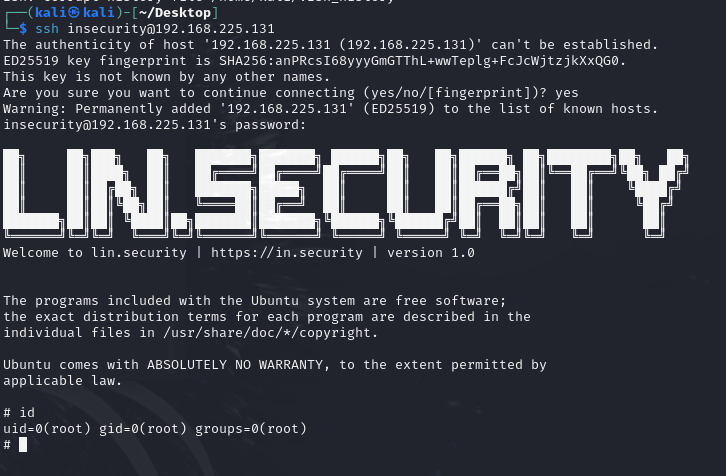 (kali㉿kali)-[~/Desktop]
$ ssh insecurity@192.168.225.131
The authenticity of host '192.168.225.131 (192.168.225.131)' can't be established.
ED25519 key fingerprint is SHA256:anPRcsI68yyyGmGTThL+wwTeplg+FcJcWjtzjkXxQG0.
This key is not known by any other names.
Are you sure you want to continue connecting (yes/no/[fingerprint])? yes
Warning: Permanently added '192.168.225.131' (ED25519) to the list of known hosts.
insecurity@192.168.225.131's password:
LIN.SECURITY
Welcome to lin.security | https://in.security | version 1.0
The programs included with the Ubuntu system are free software;
the exact distribution terms for each program are described in the
individual files in /usr/share/doc/*/copyright.
Ubuntu comes with ABSOLUTELY NO WARRANTY, to the extent permitted by
applicable law.
# id
uid=0(root) gid=0(root) groups=0(root)
#